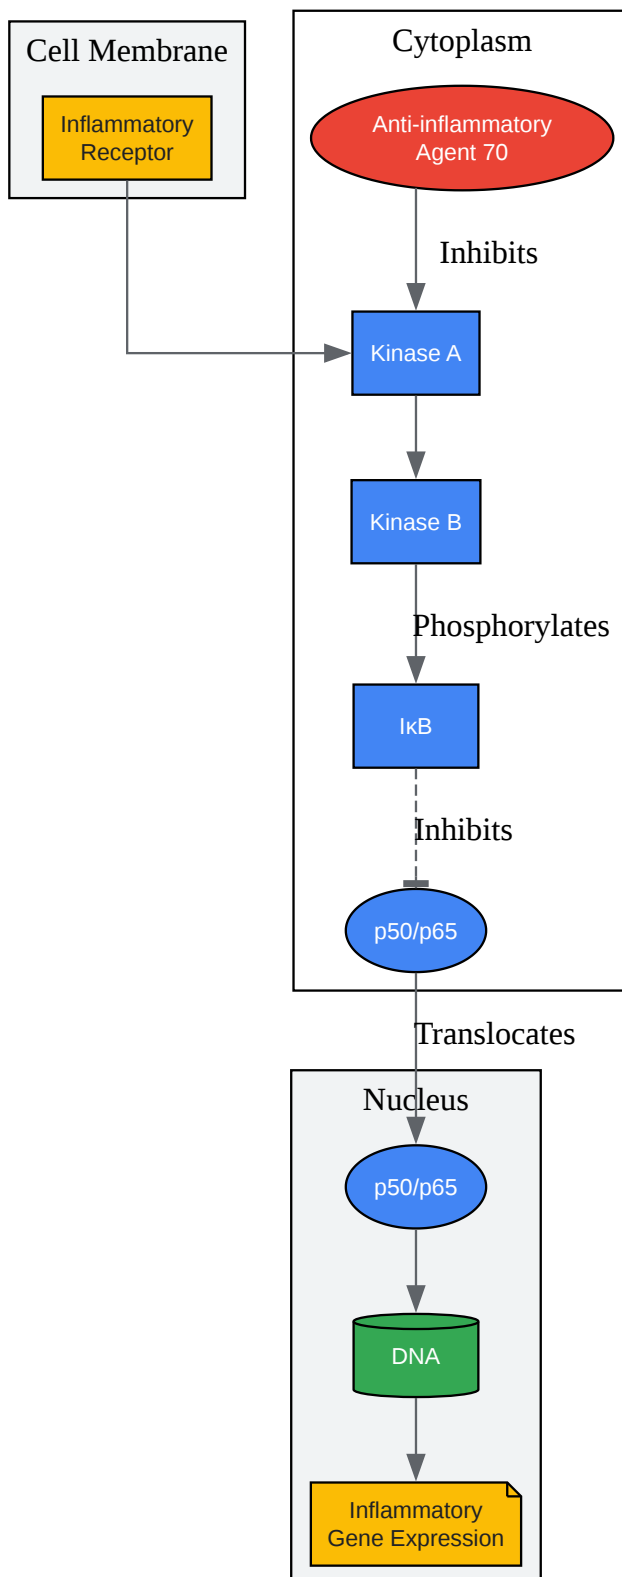 Cell Membrane
Inflammatory
Receptor
Cytoplasm
Anti-inflammatory
Agent 70
Inhibits
Kinase A
Kinase B
Phosphorylates
IκB
Inhibits
p50/p65
Translocates
Nucleus
p50/p65
DNA
Inflammatory
Gene Expression